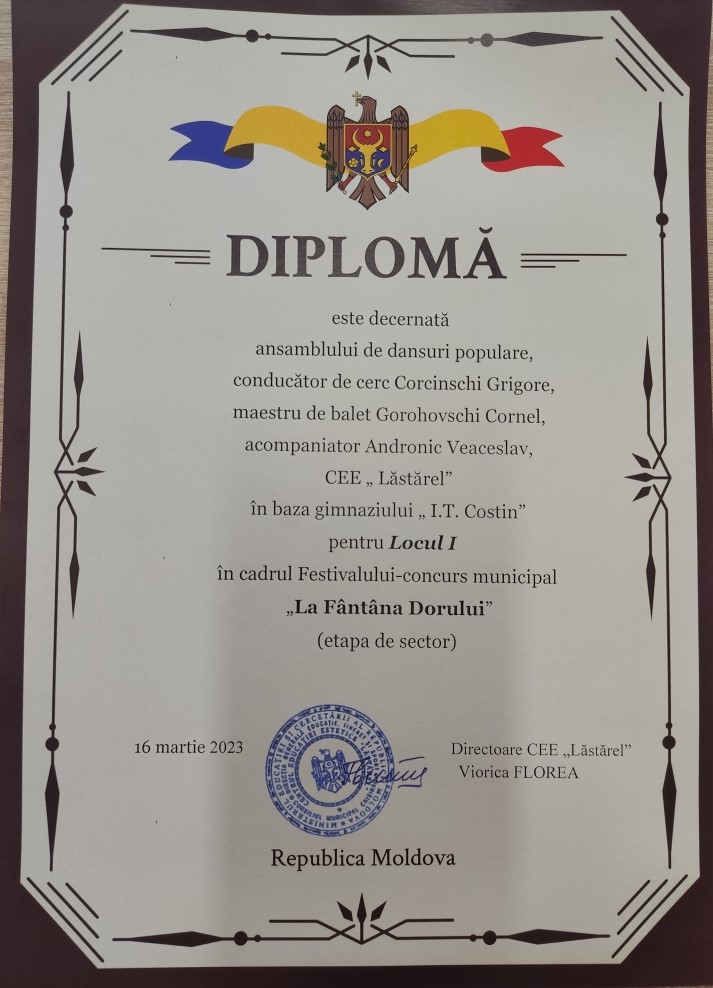 DIPLOMĂ
este decernată
ansamblului de dansuri populare,
conducător de cerc Corcinschi Grigore,
maestru de balet Gorohovschi Cornel,
acompaniator Andronic Veaceslav,
CEE „ Lăstărel”
în baza gimnaziului „ I.T. Costin”
pentru Locul I
în cadrul Festivalului-concurs municipal
„La Fântâna Dorului”
(etapa de sector)
16 martie 2023
Directoare CEE „Lăstărel”
Viorica FLOREA
Republica Moldova